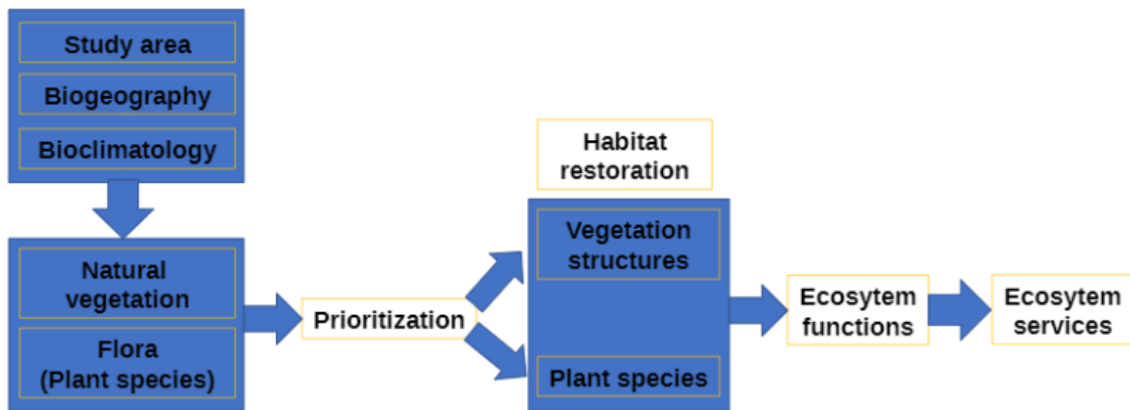 Study area
Biogeography
Bioclimatology
Natural
vegetation
Flora
(Plant species)
Prioritization
Habitat
restoration
Vegetation
structures
Plant species
Ecosytem
functions
Ecosytem
services